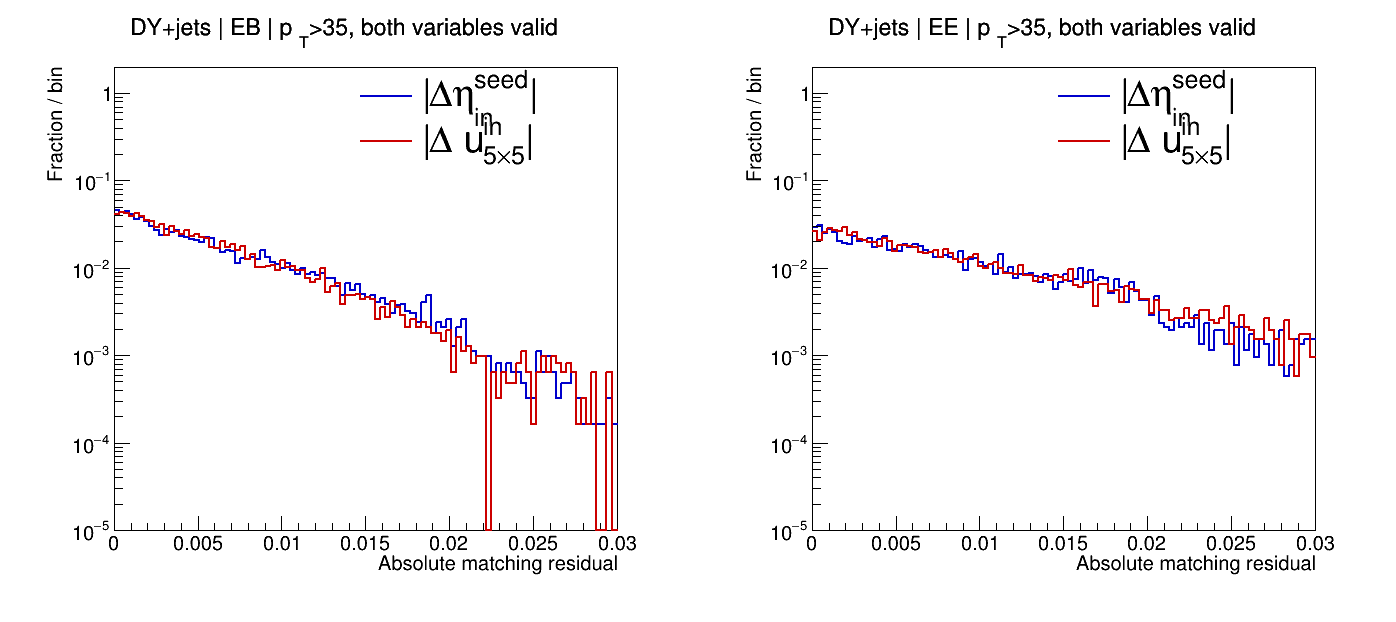 DY+jets | EB | p T>35, both variables valid
Fraction / bin
|Δη in seed|
|Δ u in 5×5|
1
10−1
10−2
10−3
10−4
10−5
0 0.005 0.01 0.015 0.02 0.025 0.03
Absolute matching residual
DY+jets | EE | p T>35, both variables valid
Fraction / bin
|Δη in seed|
|Δ u in 5×5|
1
10−1
10−2
10−3
10−4
10−5
0 0.005 0.01 0.015 0.02 0.025 0.03
Absolute matching residual